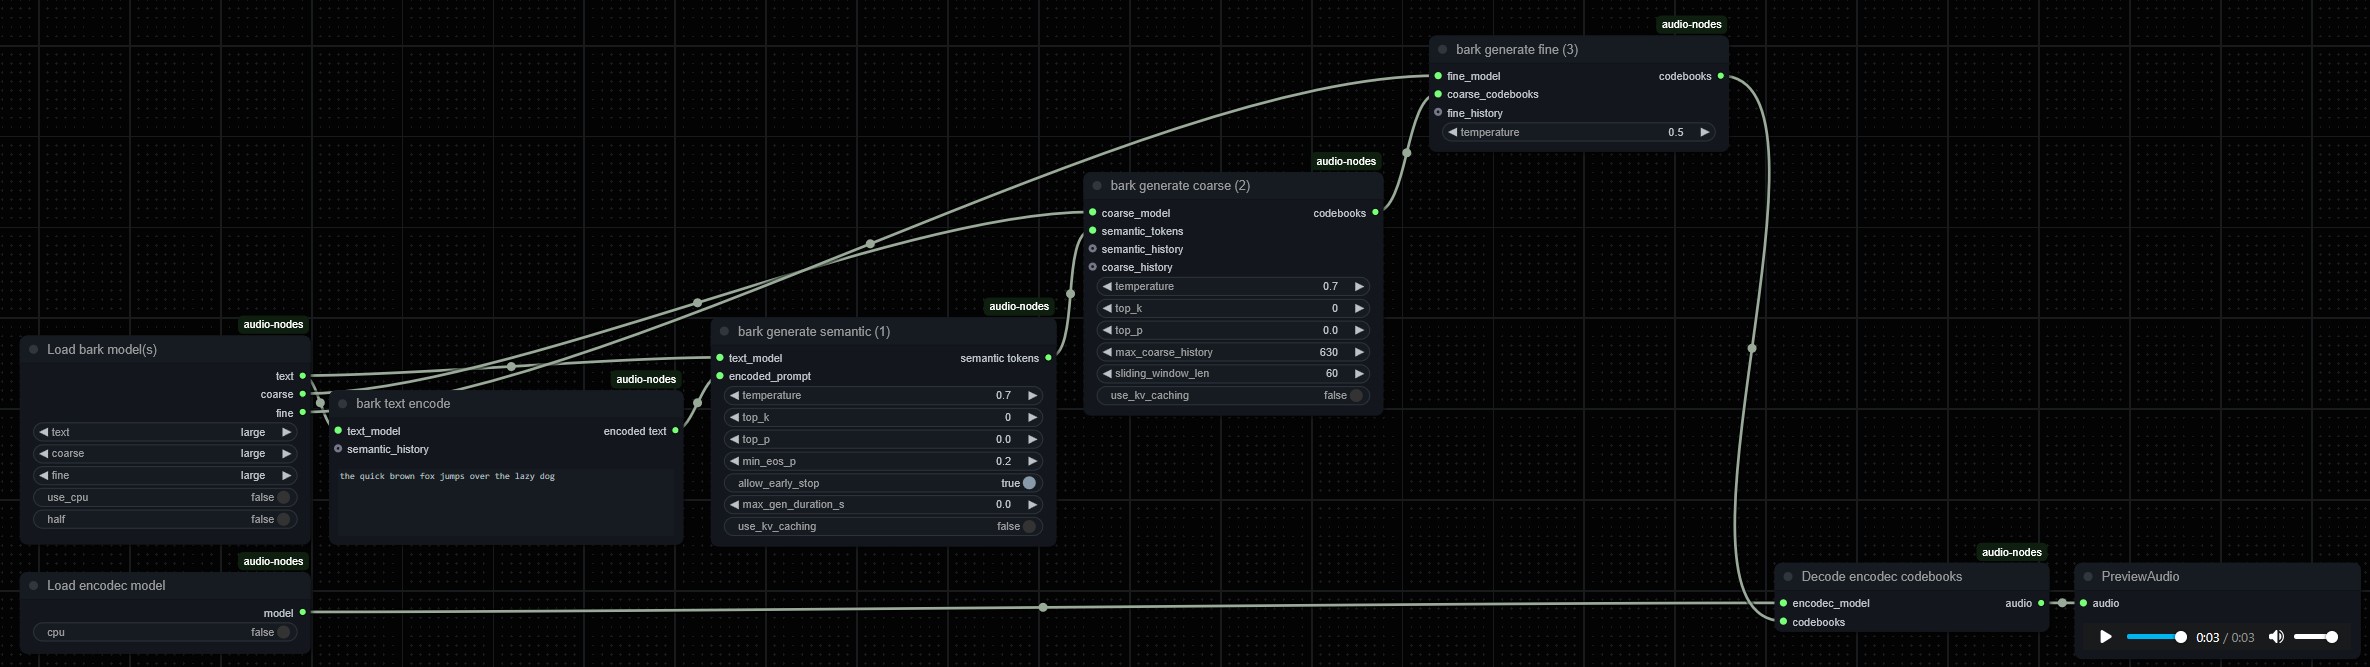 audio-nodes
Load bark model(s)
text
coarse
fine
text large
coarse large
fine large
use_cpu false
half false
audio-nodes
Load encodec model
model
cpu false
audio-nodes
bark text encode
text_model encoded text
semantic_history
the quick brown fox jumps over the lazy dog
audio-nodes
bark generate semantic (1)
text_model semantic tokens
encoded_prompt
temperature 0.7
top_k 0
top_p 0.0
min_eos_p 0.2
allow_early_stop true
max_gen_duration_s 0.0
use_kv_caching false
audio-nodes
bark generate coarse (2)
coarse_model codebooks
semantic_tokens
semantic_history
coarse_history
temperature 0.7
top_k 0
top_p 0.0
max_coarse_history 630
sliding_window_len 60
use_kv_caching false
audio-nodes
bark generate fine (3)
fine_model codebooks
coarse_codebooks
fine_history
temperature 0.5
audio-nodes
Decode encodec codebooks
encodec_model audio
codebooks
PreviewAudio
audio
0:03 / 0:03